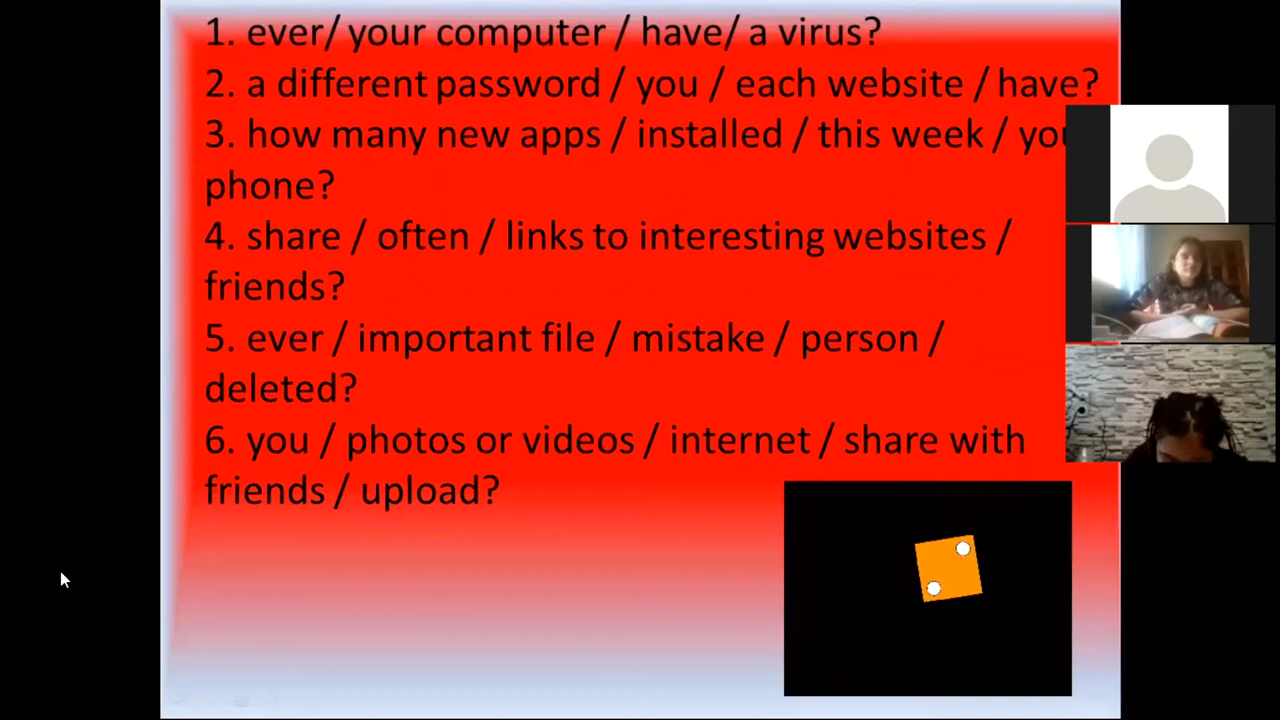 1. ever/ your computer / have/ a virus?
2. a different password / you / each website / have?
3. how many new apps / installed / this week /
phone?
4. share / often / links to interesting websites /
friends?
5. ever / important file / mistake / person /
deleted?
6. you / photos or videos / internet / share with
friends / upload?